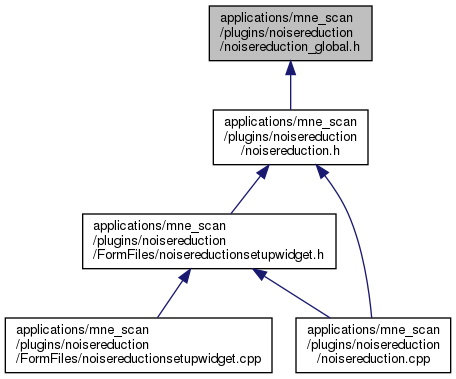 applications/mne_scan
/plugins/noisereduction
/noisereduction_global.h
applications/mne_scan
/plugins/noisereduction
/noisereduction.h
applications/mne_scan
/plugins/noisereduction
/FormFiles/noisereductionsetupwidget.h
applications/mne_scan
/plugins/noisereduction
/FormFiles/noisereductionsetupwidget.cpp
applications/mne_scan
/plugins/noisereduction
/noisereduction.cpp